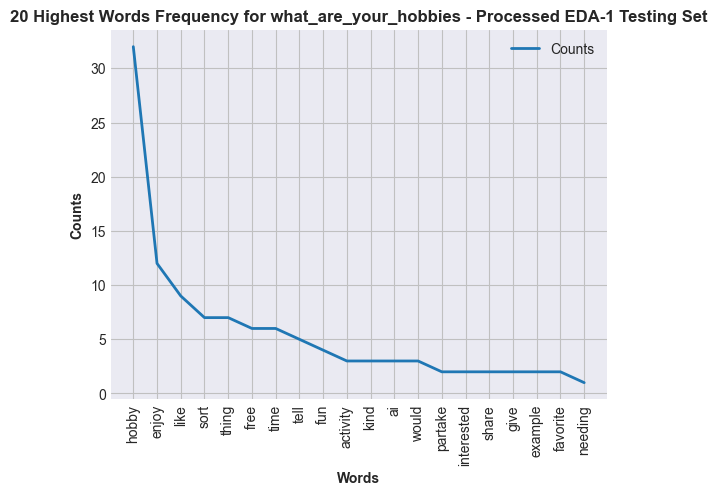 20 Highest Words Frequency for what_are_your_hobbies - Processed EDA-1 Testing Set
Counts
30
25
20
15
10
5
0
Counts
hobby
enjoy
like
sort
thing
free
time
tell
fun
activity
kind
ai
would
partake
interested
share
give
example
favorite
needing
Words